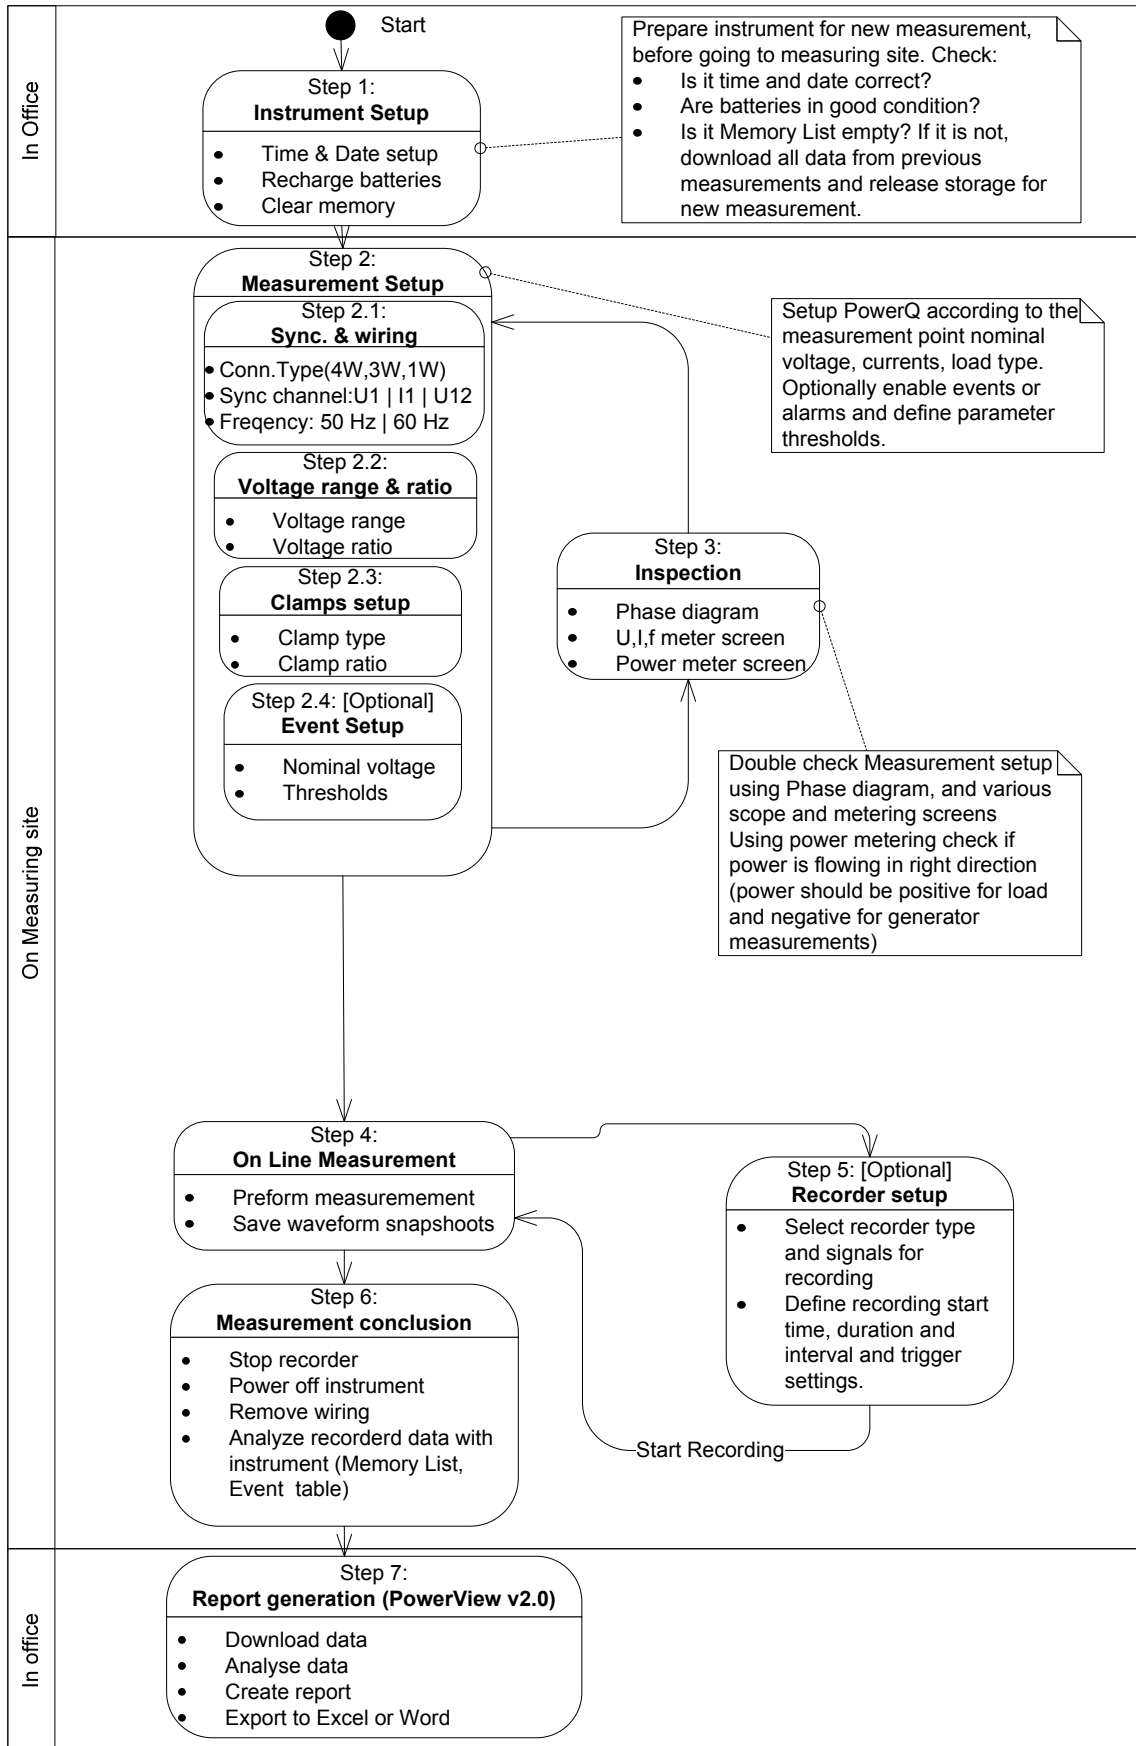 In Office
Start
Step 1:
Instrument Setup
• Time & Date setup
• Recharge batteries
• Clear memory
Prepare instrument for new measurement,
before going to measuring site. Check:
• Is it time and date correct?
• Are batteries in good condition?
• Is it Memory List empty? If it is not,
download all data from previous
measurements and release storage for
new measurement.
On Measuring site
Step 2:
Measurement Setup
Step 2.1:
Sync. & wiring
• Conn.Type(4W,3W,1W)
• Sync channel:U1 | I1 | U12
• Freqency: 50 Hz | 60 Hz
Step 2.2:
Voltage range & ratio
• Voltage range
• Voltage ratio
Step 2.3:
Clamps setup
• Clamp type
• Clamp ratio
Step 2.4: [Optional]
Event Setup
• Nominal voltage
• Thresholds
Setup PowerQ according to the
measurement point nominal
voltage, currents, load type.
Optionally enable events or
alarms and define parameter
thresholds.
Step 3:
Inspection
• Phase diagram
• U,I,f meter screen
• Power meter screen
Double check Measurement setup
using Phase diagram, and various
scope and metering screens
Using power metering check if
power is flowing in right direction
(power should be positive for load
and negative for generator
measurements)
Step 4:
On Line Measurement
• Preform measuremement
• Save waveform snapshoots
Step 5: [Optional]
Recorder setup
• Select recorder type
and signals for
recording
• Define recording start
time, duration and
interval and trigger
settings.
Start Recording
Step 6:
Measurement conclusion
• Stop recorder
• Power off instrument
• Remove wiring
• Analyze recorderd data with
instrument (Memory List,
Event table)
In office
Step 7:
Report generation (PowerView v2.0)
• Download data
• Analyse data
• Create report
• Export to Excel or Word